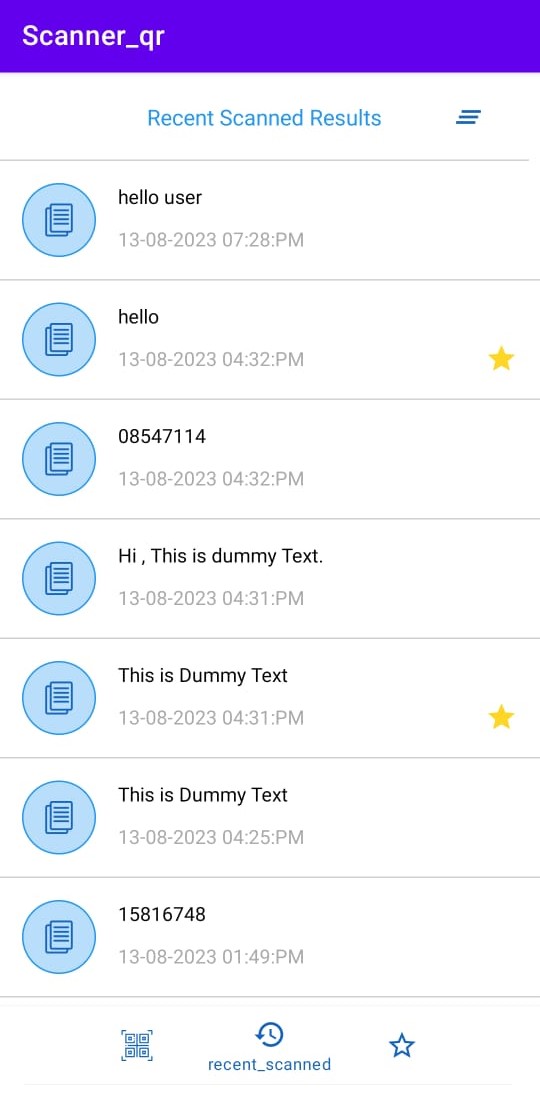 Scanner_qr
Recent Scanned Results
hello user
13-08-2023 07:28:PM
hello
13-08-2023 04:32:PM
08547114
13-08-2023 04:32:PM
Hi , This is dummy Text.
13-08-2023 04:31:PM
This is Dummy Text
13-08-2023 04:31:PM
This is Dummy Text
13-08-2023 04:25:PM
15816748
13-08-2023 01:49:PM
recent_scanned